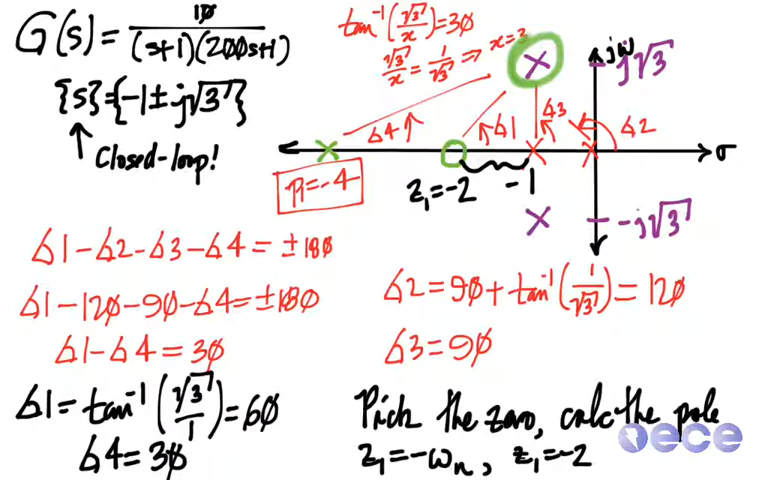 G(s) = 10 / (s+1)(200s+1)
{s}={-1±j√3}
Closed-loop!
tan⁻¹(√3/x)=30
√3/x = 1/√3 => x=3
jω
j√3
∡4
∡1
∡3
∡2
σ
p₁=-4
z₁=-2
-1
-j√3
∡1-∡2-∡3-∡4=±180
∡1-120-90-∡4=±180
∡1-∡4=30
∡2=90+tan⁻¹(1/√3)=120
∡3=90
∡1=tan⁻¹(√3/1)=60
∡4=30
Pick the zero, calc the pole
z₁=-ωₙ, z₁=-2
ece